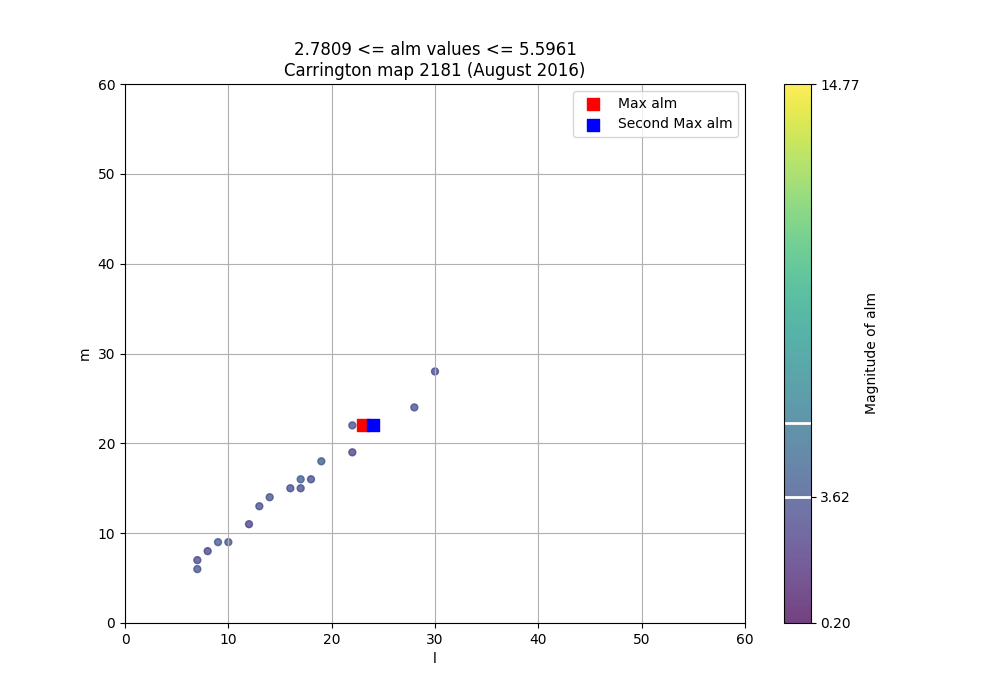 2.7809 <= alm values <= 5.5961
Carrington map 2181 (August 2016)
Max alm
Second Max alm
60
50
40
30
20
10
0
m
0 10 20 30 40 50 60
l
14.77
3.62
0.20
Magnitude of alm